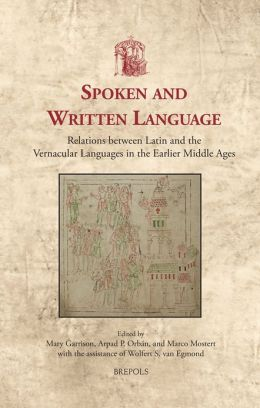 SPOKEN AND
WRITTEN LANGUAGE
Relations between Latin and the
Vernacular Languages in the Earlier Middle Ages
Edited by
Mary Garrison, Arpad P. Orbán, and Marco Mostert
with the assistance of Wolfert S. van Egmond
BREPOLS